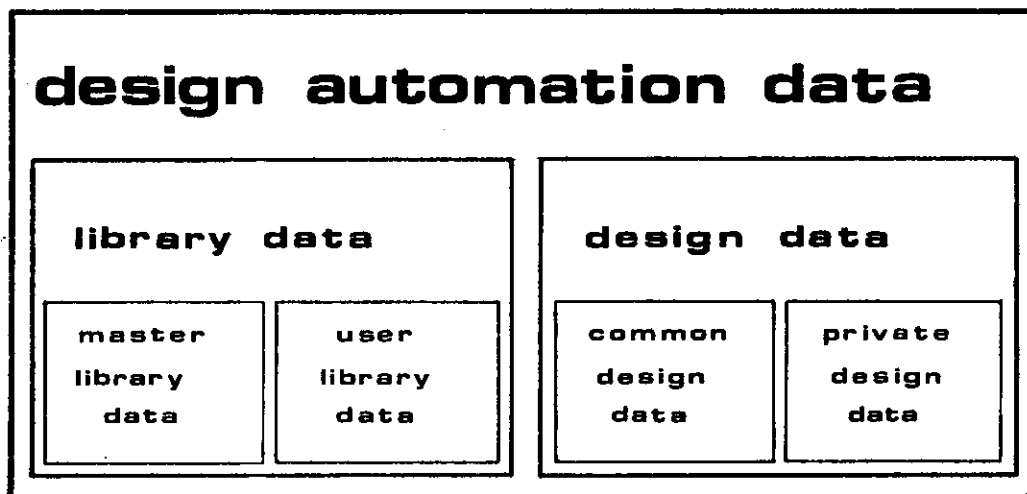 design automation data
library data
design data
master
library
data
user
library
data
common
design
data
private
design
data